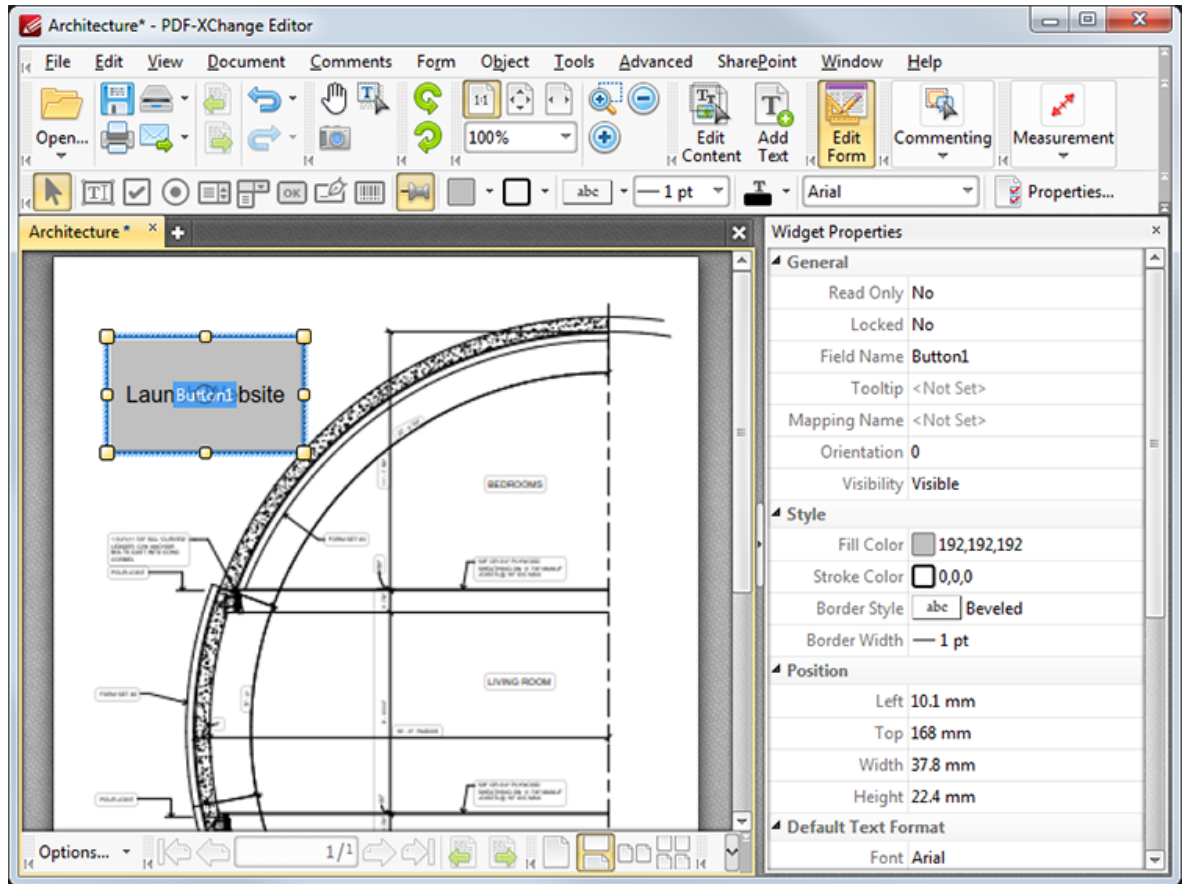 Architecture* - PDF-XChange Editor
File Edit View Document Comments Form Object Tools Advanced SharePoint Window Help
Open...
1:1
100%
Edit Content
Add Text
Edit Form
Commenting
Measurement
OK
abc
1 pt
Arial
Properties...
Architecture *
Widget Properties
General
Read Only No
Locked No
Field Name Button1
Tooltip <Not Set>
Mapping Name <Not Set>
Orientation 0
Visibility Visible
Style
Fill Color 192,192,192
Stroke Color 0,0,0
Border Style abc Beveled
Border Width 1 pt
Position
Left 10.1 mm
Top 168 mm
Width 37.8 mm
Height 22.4 mm
Default Text Format
Font Arial
Button1
BEDROOMS
LIVING ROOM
Options...
1/1